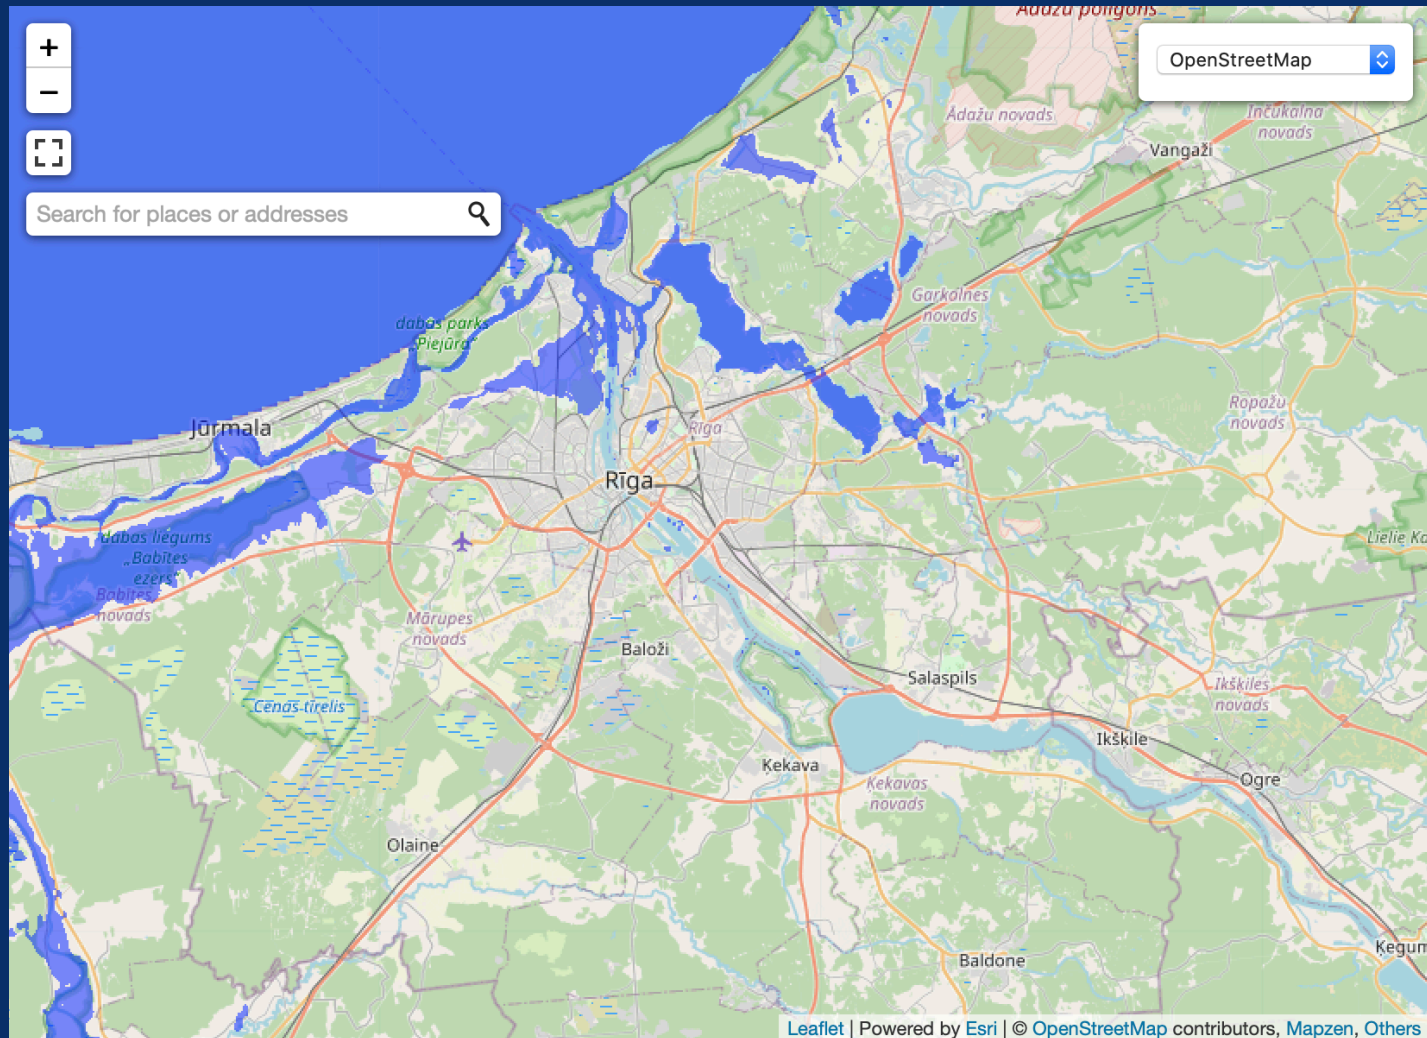 +
−
Search for places or addresses
OpenStreetMap
Ādažu poligons
Ādažu novads
Inčukalna
novads
Vangaži
Garkalnes
novads
dabas parks
"Piejūra"
Jūrmala
Rīga
Ropažu
novads
Rīga
dabas liegums
„Babītes
ezers"
Babītes
novads
Lielie Ka
Mārupes
novads
Baloži
Salaspils
Ikšķiles
novads
Cenas tīrelis
Ikšķile
Ķekava
Ķekavas
novads
Ogre
Olaine
Baldone
Ķegum
Leaflet | Powered by Esri | © OpenStreetMap contributors, Mapzen, Others